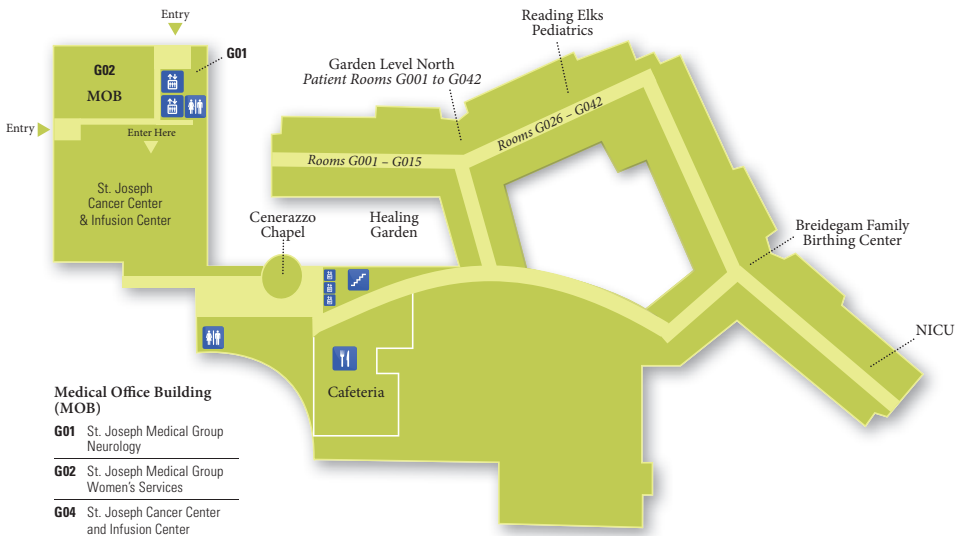 Entry
G01
G02
MOB
Entry
Enter Here
St. Joseph
Cancer Center
& Infusion Center
Reading Elks
Pediatrics
Garden Level North
Patient Rooms G001 to G042
Rooms G026 – G042
Rooms G001 – G015
Cenerazzo
Chapel
Healing
Garden
Breidegam Family
Birthing Center
NICU
Cafeteria
Medical Office Building
(MOB)
G01 St. Joseph Medical Group
Neurology
G02 St. Joseph Medical Group
Women's Services
G04 St. Joseph Cancer Center
and Infusion Center